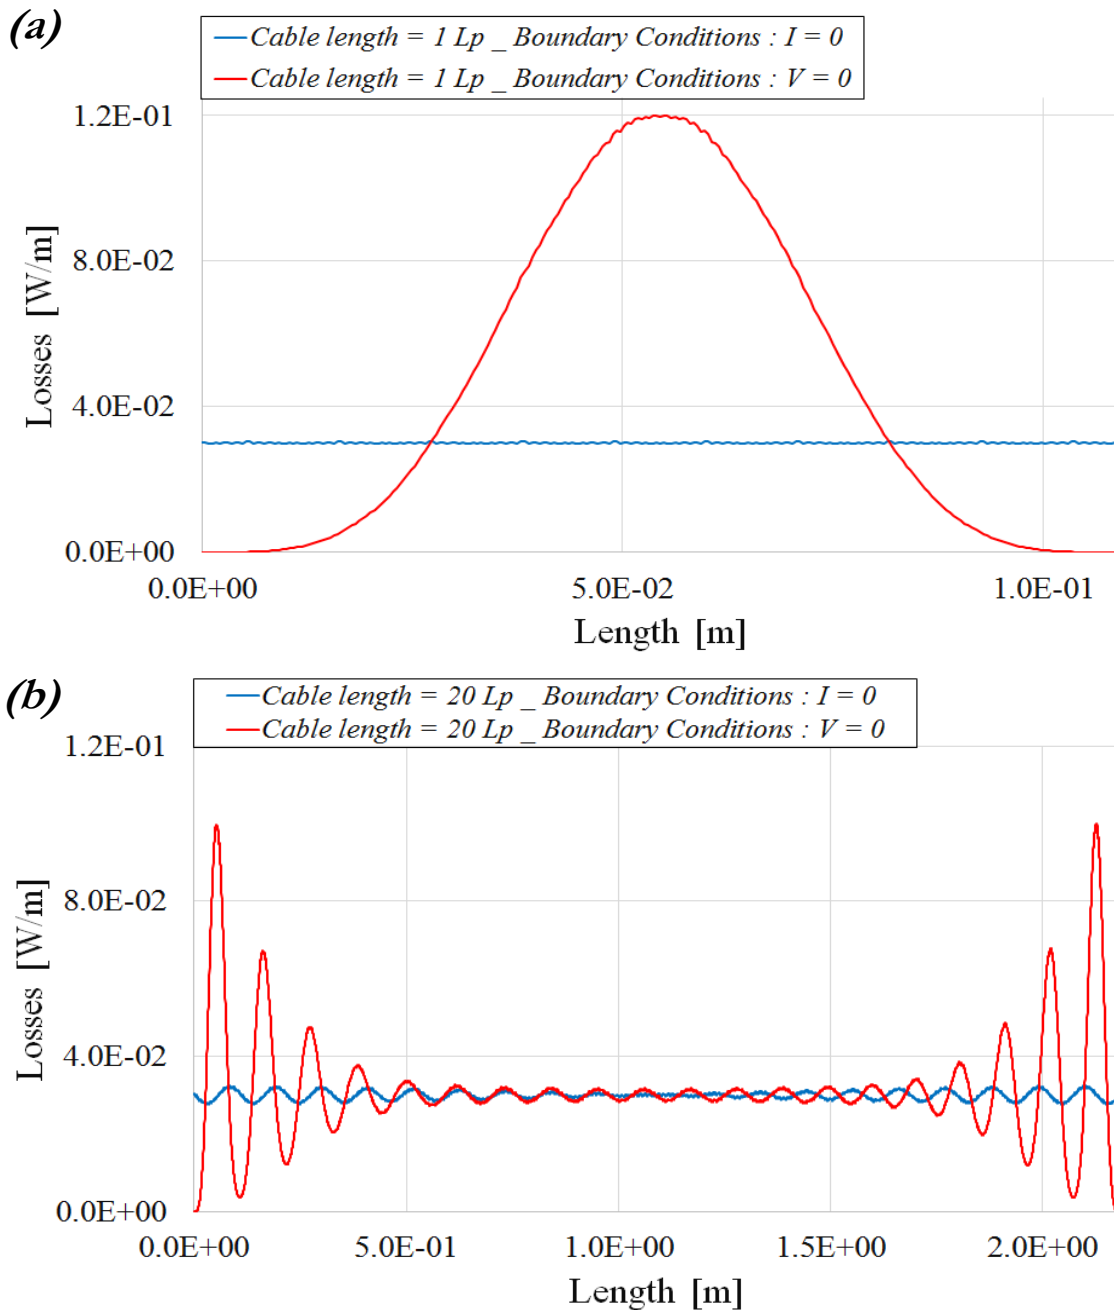 (a)
Cable length = 1 Lp _ Boundary Conditions : I = 0
Cable length = 1 Lp _ Boundary Conditions : V = 0
1.2E-01
8.0E-02
4.0E-02
0.0E+00
Losses [W/m]
0.0E+00 5.0E-02 1.0E-01
Length [m]
(b)
Cable length = 20 Lp _ Boundary Conditions : I = 0
Cable length = 20 Lp _ Boundary Conditions : V = 0
1.2E-01
8.0E-02
4.0E-02
0.0E+00
Losses [W/m]
0.0E+00 5.0E-01 1.0E+00 1.5E+00 2.0E+00
Length [m]